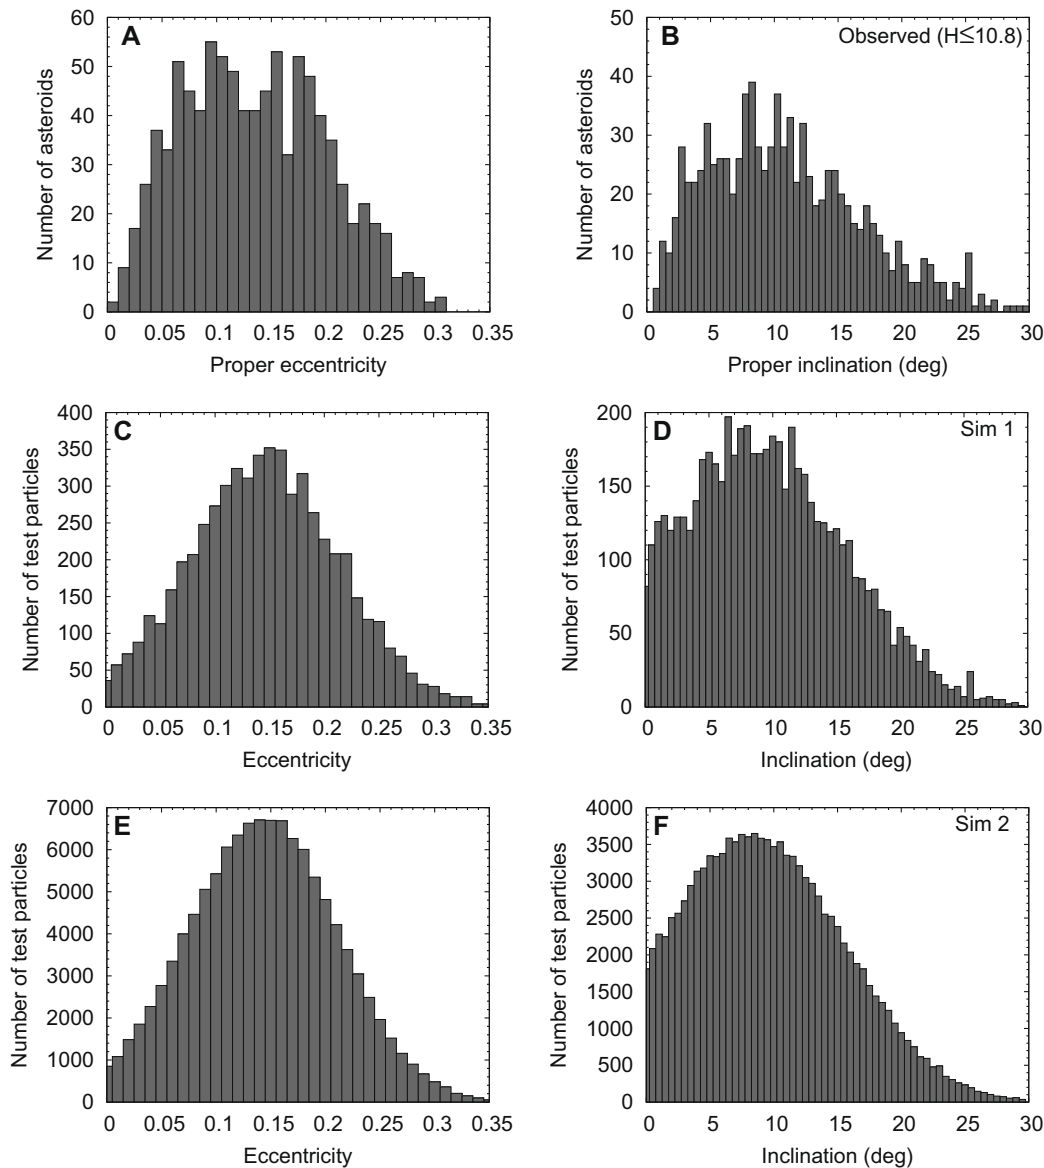 A
60
50
40
30
20
10
0
0 0.05 0.1 0.15 0.2 0.25 0.3 0.35
Number of asteroids
Proper eccentricity
B
Observed (H≤10.8)
50
40
30
20
10
0
0 5 10 15 20 25 30
Number of asteroids
Proper inclination (deg)
C
400
350
300
250
200
150
100
50
0
0 0.05 0.1 0.15 0.2 0.25 0.3 0.35
Number of test particles
Eccentricity
D
Sim 1
200
150
100
50
0
0 5 10 15 20 25 30
Number of test particles
Inclination (deg)
E
7000
6000
5000
4000
3000
2000
1000
0
0 0.05 0.1 0.15 0.2 0.25 0.3 0.35
Number of test particles
Eccentricity
F
Sim 2
4000
3500
3000
2500
2000
1500
1000
500
0
0 5 10 15 20 25 30
Number of test particles
Inclination (deg)